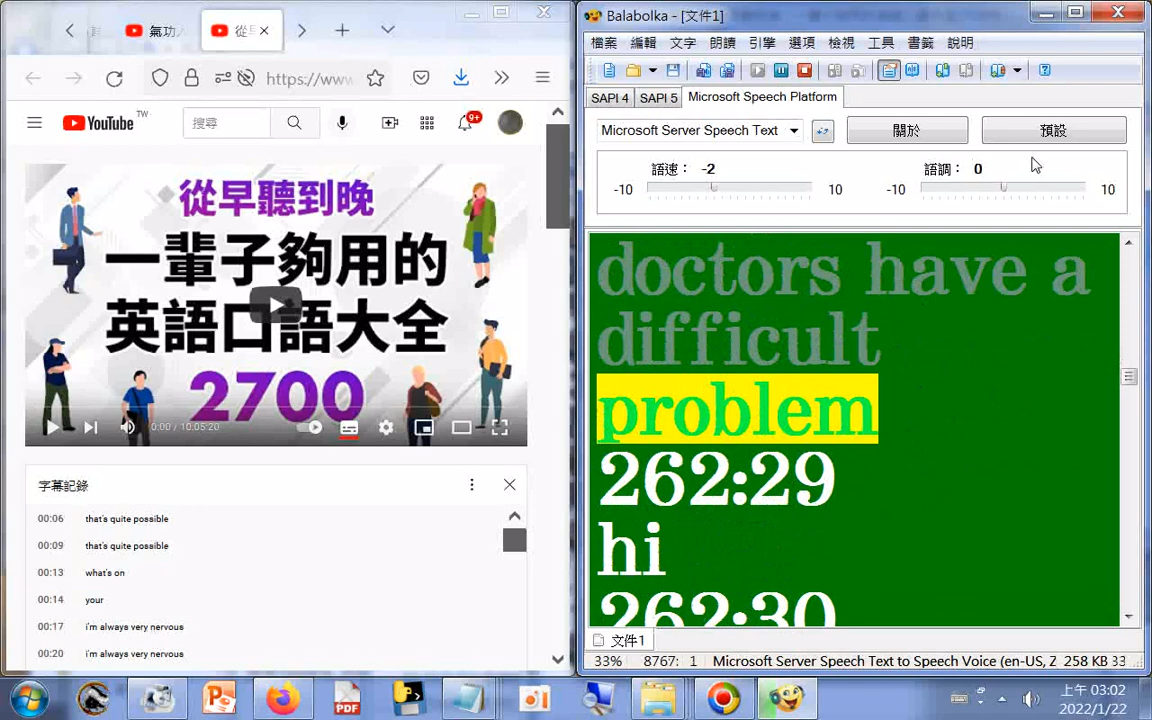 氣功入
從
https://www
YouTube TW
搜尋
9+
從早聽到晚
一輩子夠用的
英語口語大全
2700
0:00 / 10:05:20
字幕記錄
00:06 that's quite possible
00:09 that's quite possible
00:13 what's on
00:14 your
00:17 i'm always very nervous
00:20 i'm always very nervous
Balabolka - [文件1]
檔案 編輯 文字 朗讀 引擎 選項 檢視 工具 書籤 說明
SAPI 4 SAPI 5 Microsoft Speech Platform
Microsoft Server Speech Text 關於 預設
語速： -2 語調： 0
-10 10 -10 10
doctors have a
difficult
problem
262:29
hi
262:30
文件1
33% 8767: 1 Microsoft Server Speech Text to Speech Voice (en-US, Z 258 KB 33
上午 03:02
2022/1/22